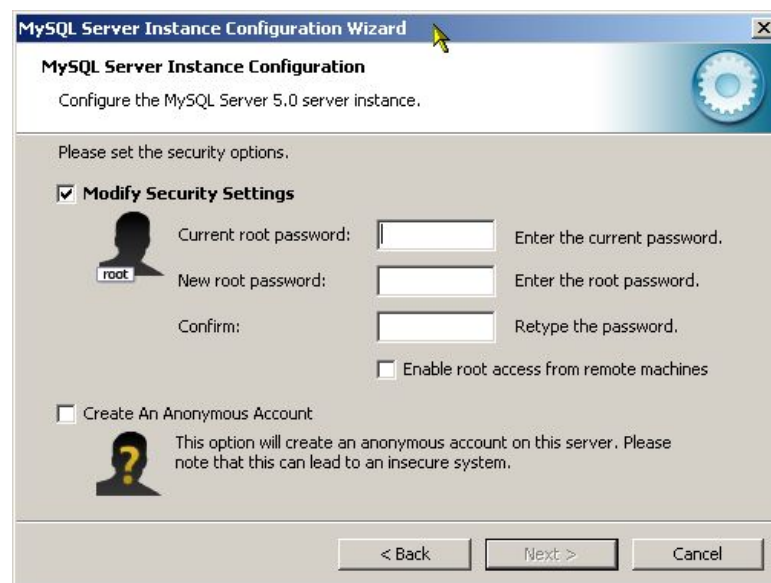 MySQL Server Instance Configuration Wizard
MySQL Server Instance Configuration
Configure the MySQL Server 5.0 server instance.
Please set the security options.
Modify Security Settings
root
Current root password:
Enter the current password.
New root password:
Enter the root password.
Confirm:
Retype the password.
Enable root access from remote machines
Create An Anonymous Account
?
This option will create an anonymous account on this server. Please
note that this can lead to an insecure system.
< Back
Next >
Cancel